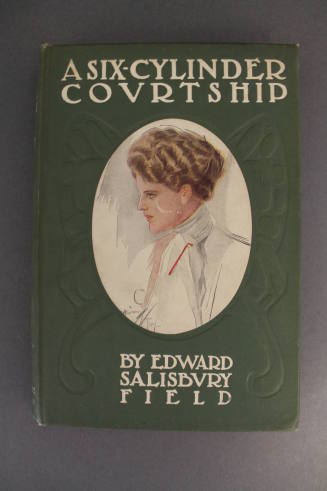 A SIX-CYLINDER
COVRTSHIP
BY EDWARD
SALISBVRY
FIELD